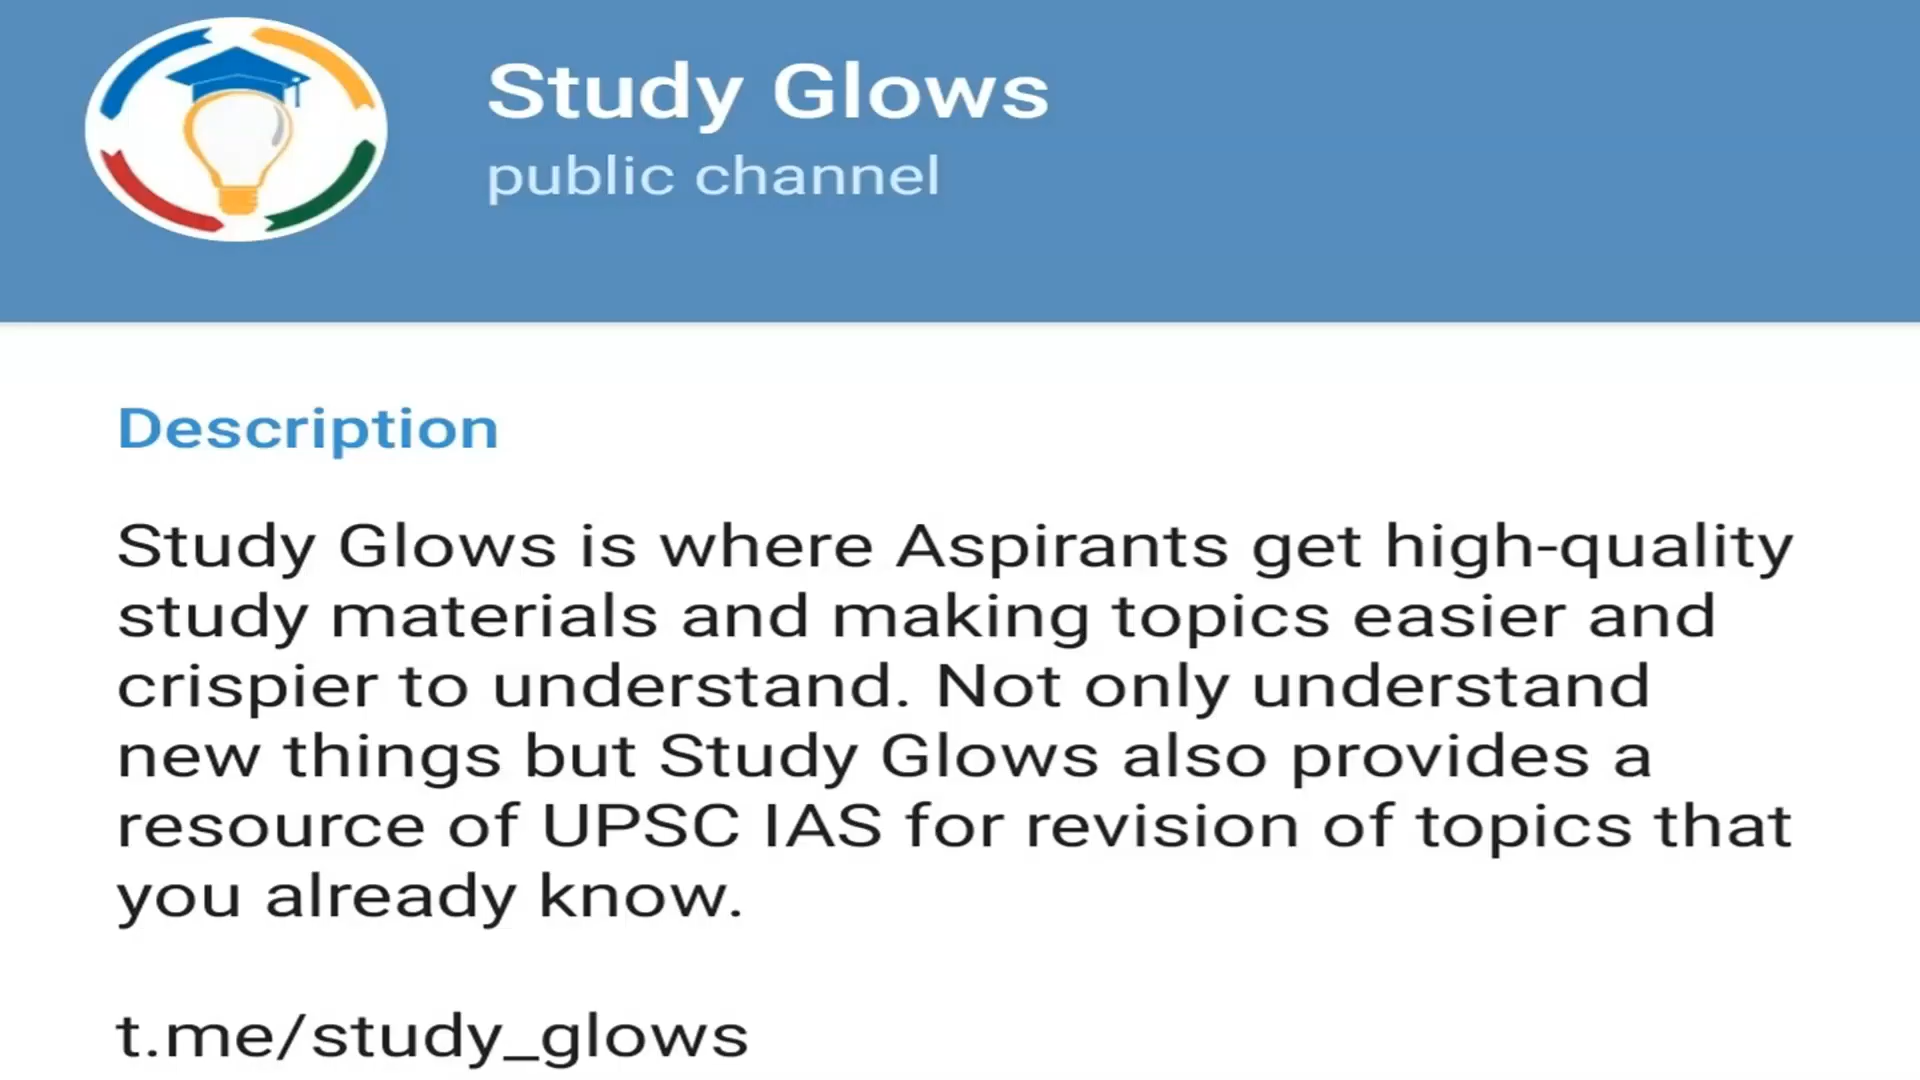 Study Glows
public channel
Description
Study Glows is where Aspirants get high-quality
study materials and making topics easier and
crispier to understand. Not only understand
new things but Study Glows also provides a
resource of UPSC IAS for revision of topics that
you already know.
t.me/study_glows